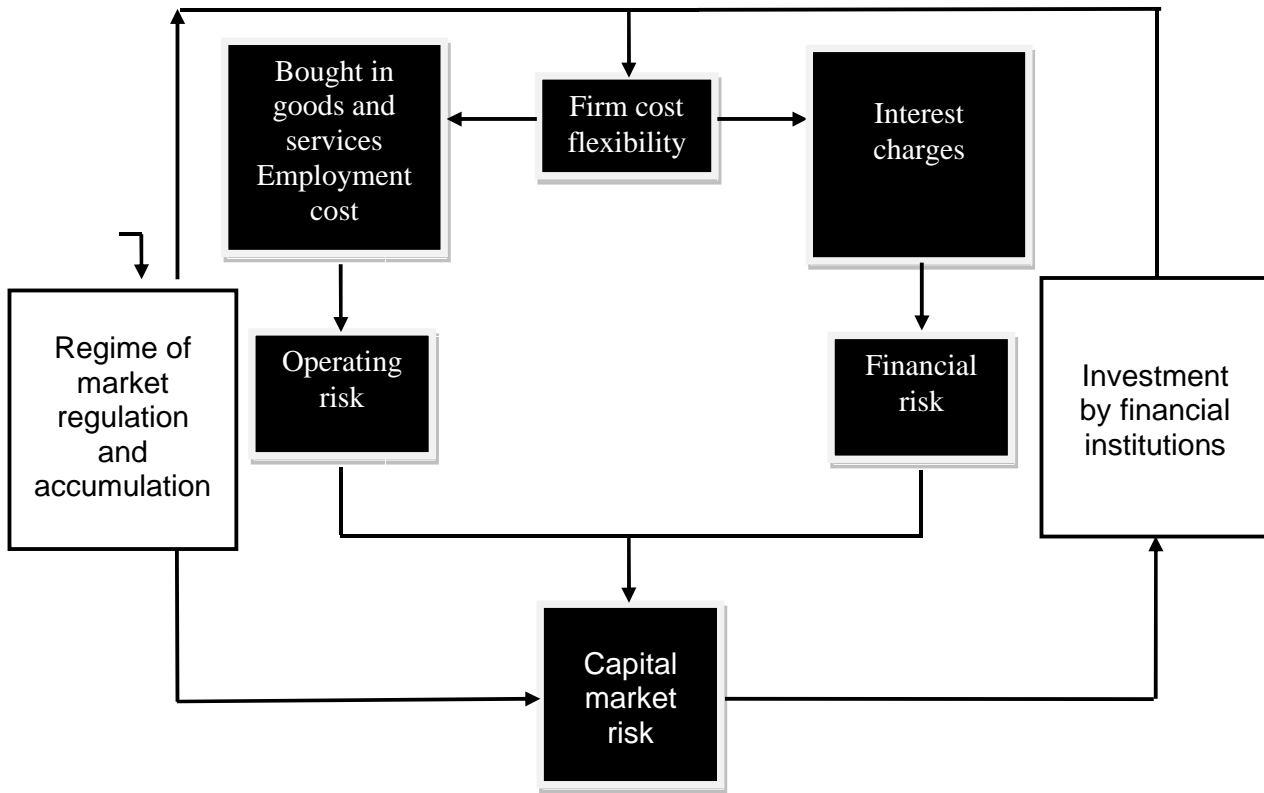 Bought in
goods and
services
Employment
cost
Firm cost
flexibility
Interest
charges
Regime of
market
regulation
and
accumulation
Operating
risk
Financial
risk
Investment
by financial
institutions
Capital
market
risk